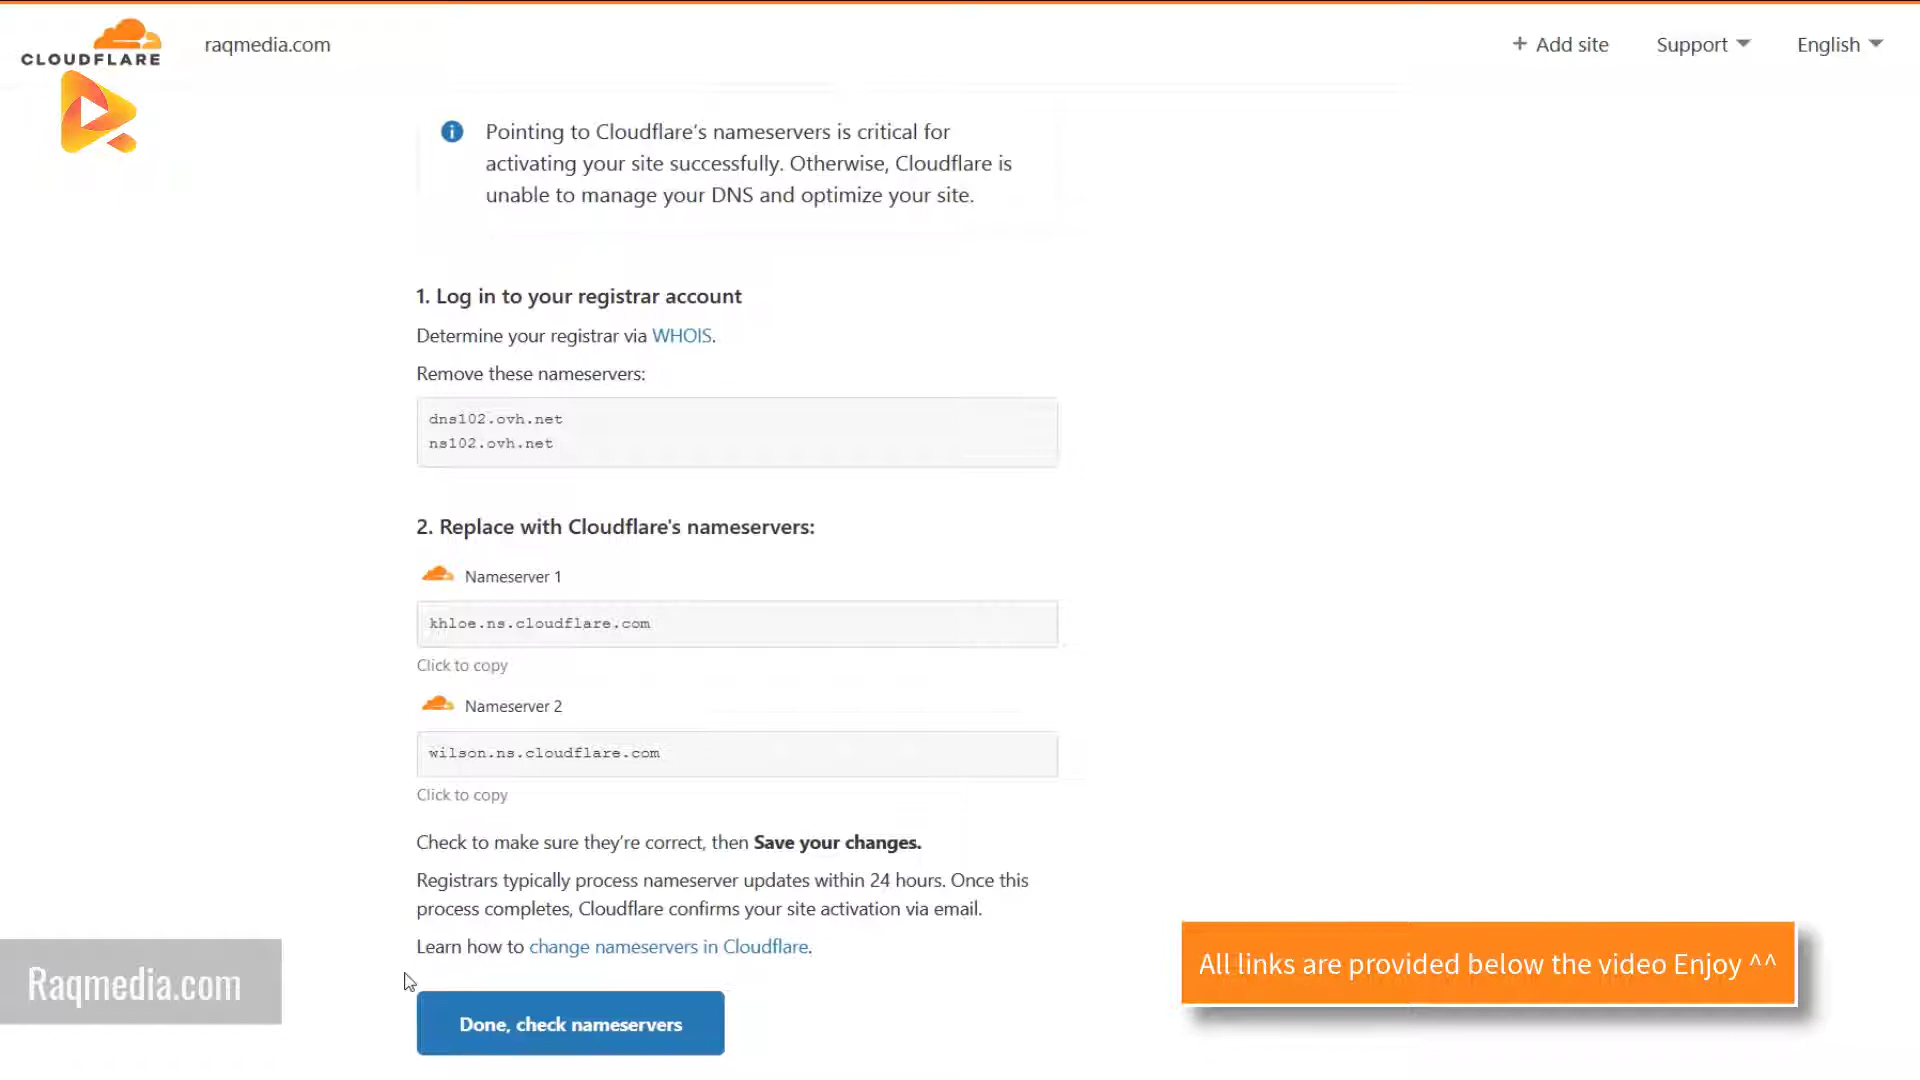 CLOUDFLARE
raqmedia.com
+ Add site
Support
English
Pointing to Cloudflare's nameservers is critical for
activating your site successfully. Otherwise, Cloudflare is
unable to manage your DNS and optimize your site.
1. Log in to your registrar account
Determine your registrar via WHOIS.
Remove these nameservers:
dns102.ovh.net
ns102.ovh.net
2. Replace with Cloudflare's nameservers:
Nameserver 1
khloe.ns.cloudflare.com
Click to copy
Nameserver 2
wilson.ns.cloudflare.com
Click to copy
Check to make sure they're correct, then Save your changes.
Registrars typically process nameserver updates within 24 hours. Once this
process completes, Cloudflare confirms your site activation via email.
Learn how to change nameservers in Cloudflare.
Done, check nameservers
Raqmedia.com
All links are provided below the video Enjoy ^^